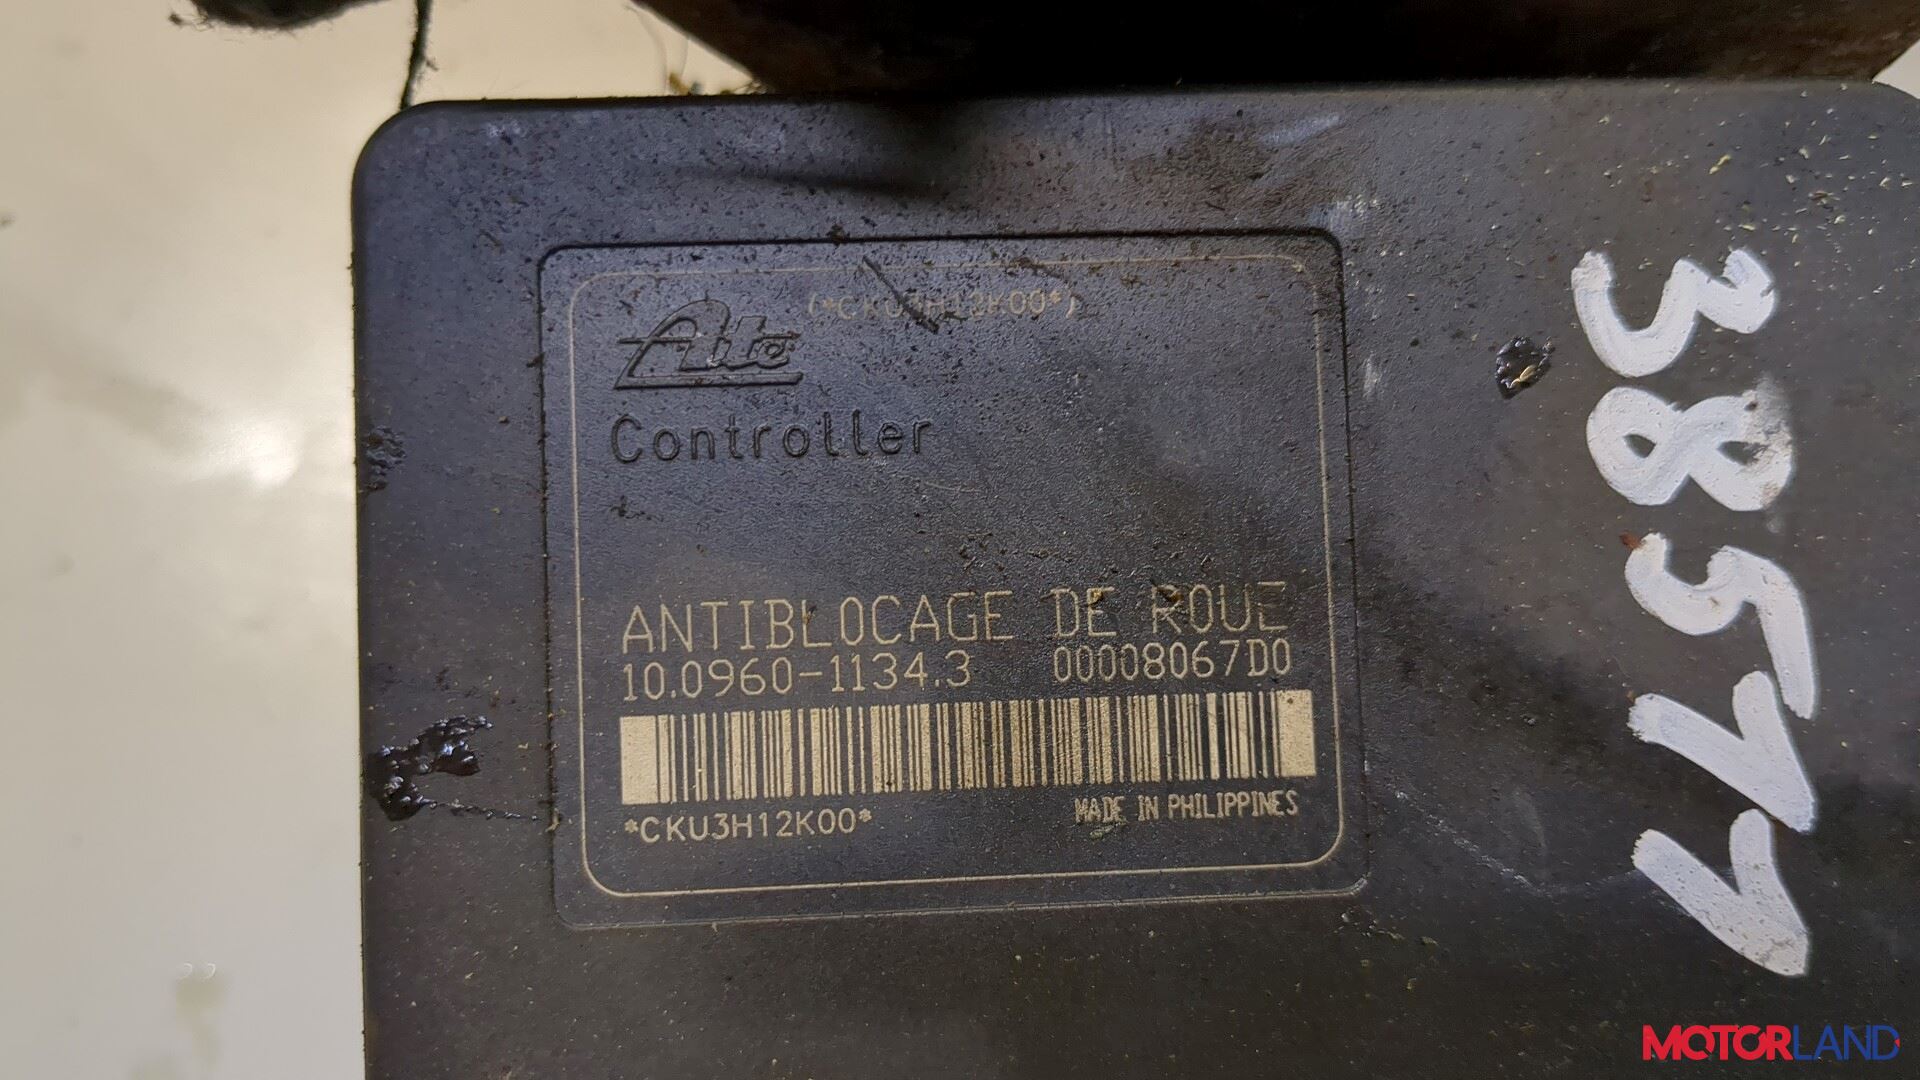 (*CKU3H12K00*)
Ate
Controller
ANTIBLOCAGE DE ROUE
10.0960-1134.3 00008067D0
*CKU3H12K00*
MADE IN PHILIPPINES
38577
MOTORLAND